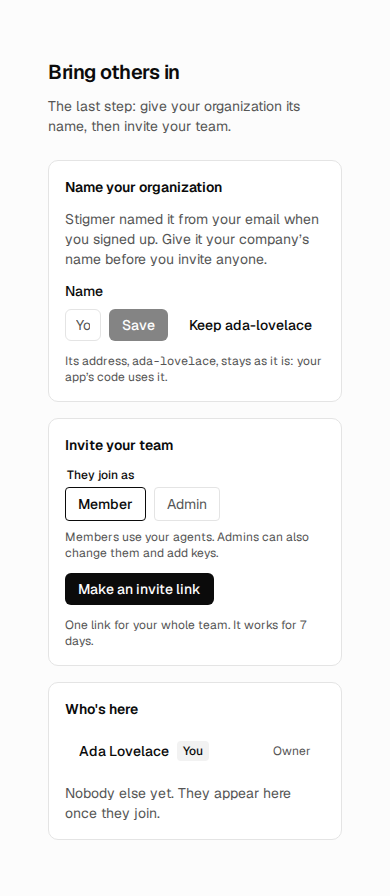 Bring others in
The last step: give your organization its
name, then invite your team.
Name your organization
Stigmer named it from your email when
you signed up. Give it your company's
name before you invite anyone.
Name
Yo Save Keep ada-lovelace
Its address, ada-lovelace, stays as it is: your
app's code uses it.
Invite your team
They join as
Member Admin
Members use your agents. Admins can also
change them and add keys.
Make an invite link
One link for your whole team. It works for 7
days.
Who's here
Ada Lovelace You Owner
Nobody else yet. They appear here
once they join.